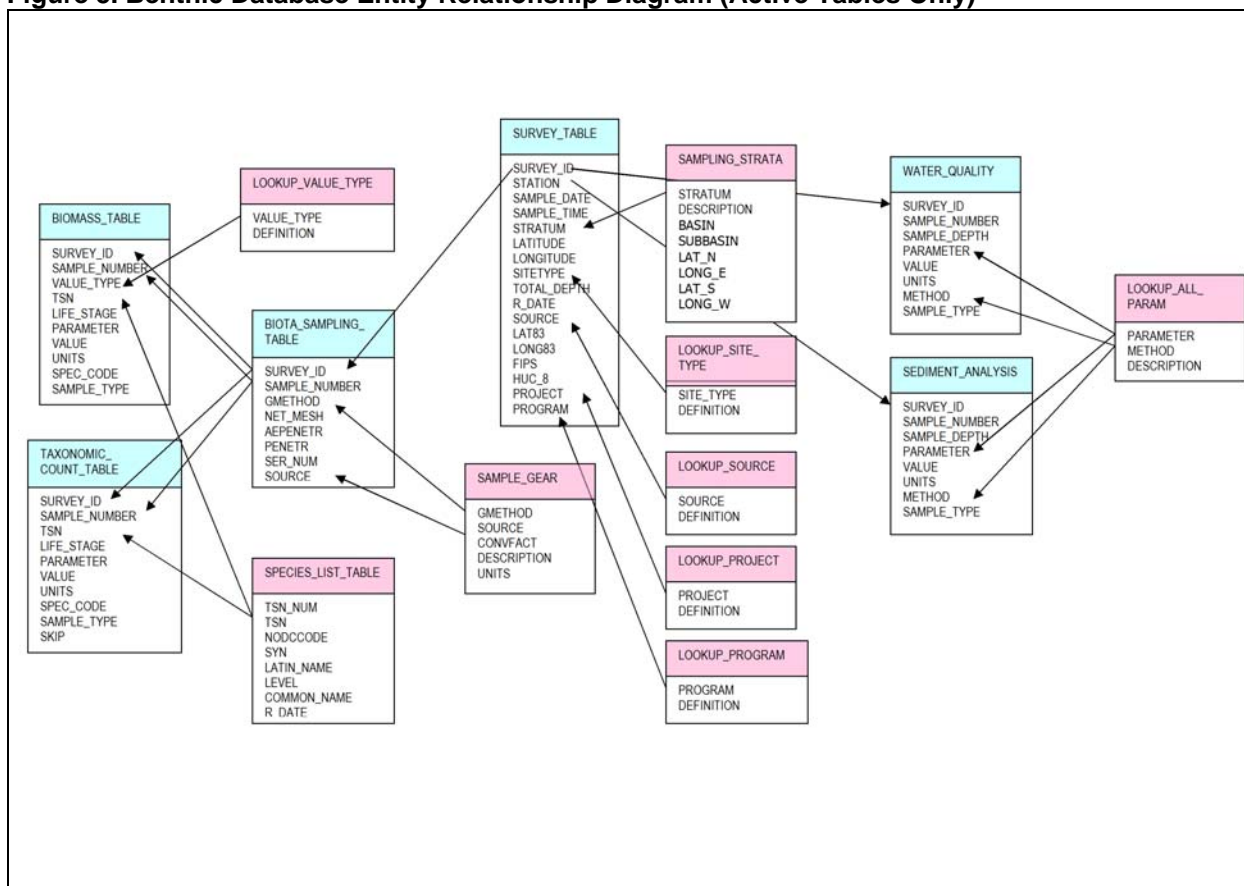 Figure Benthic Database Entity Relationship Diagram (Active Tables Only)
BIOMASS_TABLE
SURVEY_ID
SAMPLE_NUMBER
VALUE_TYPE
TSN
LIFE_STAGE
PARAMETER
VALUE
UNITS
SPEC_CODE
SAMPLE_TYPE
TAXONOMIC_
COUNT_TABLE
SURVEY_ID
SAMPLE_NUMBER
TSN
LIFE_STAGE
PARAMETER
VALUE
UNITS
SPEC_CODE
SAMPLE_TYPE
SKIP
LOOKUP_VALUE_TYPE
VALUE_TYPE
DEFINITION
BIOTA_SAMPLING_
TABLE
SURVEY_ID
SAMPLE_NUMBER
GMETHOD
NET_MESH
AEPENETR
PENETR
SER_NUM
SOURCE
SPECIES_LIST_TABLE
TSN_NUM
TSN
NODCCODE
SYN
LATIN_NAME
LEVEL
COMMON_NAME
R_DATE
SAMPLE_GEAR
GMETHOD
SOURCE
CONVFACT
DESCRIPTION
UNITS
SURVEY_TABLE
SURVEY_ID
STATION
SAMPLE_DATE
SAMPLE_TIME
STRATUM
LATITUDE
LONGITUDE
SITETYPE
TOTAL_DEPTH
R_DATE
SOURCE
LAT83
LONG83
FIPS
HUC_8
PROJECT
PROGRAM
SAMPLING_STRATA
STRATUM
DESCRIPTION
BASIN
SUBBASIN
LAT_N
LONG_E
LAT_S
LONG_W
LOOKUP_SITE_
TYPE
SITE_TYPE
DEFINITION
LOOKUP_SOURCE
SOURCE
DEFINITION
LOOKUP_PROJECT
PROJECT
DEFINITION
LOOKUP_PROGRAM
PROGRAM
DEFINITION
WATER_QUALITY
SURVEY_ID
SAMPLE_NUMBER
SAMPLE_DEPTH
PARAMETER
VALUE
UNITS
METHOD
SAMPLE_TYPE
SEDIMENT_ANALYSIS
SURVEY_ID
SAMPLE_NUMBER
SAMPLE_DEPTH
PARAMETER
VALUE
UNITS
METHOD
SAMPLE_TYPE
LOOKUP_ALL_
PARAM
PARAMETER
METHOD
DESCRIPTION